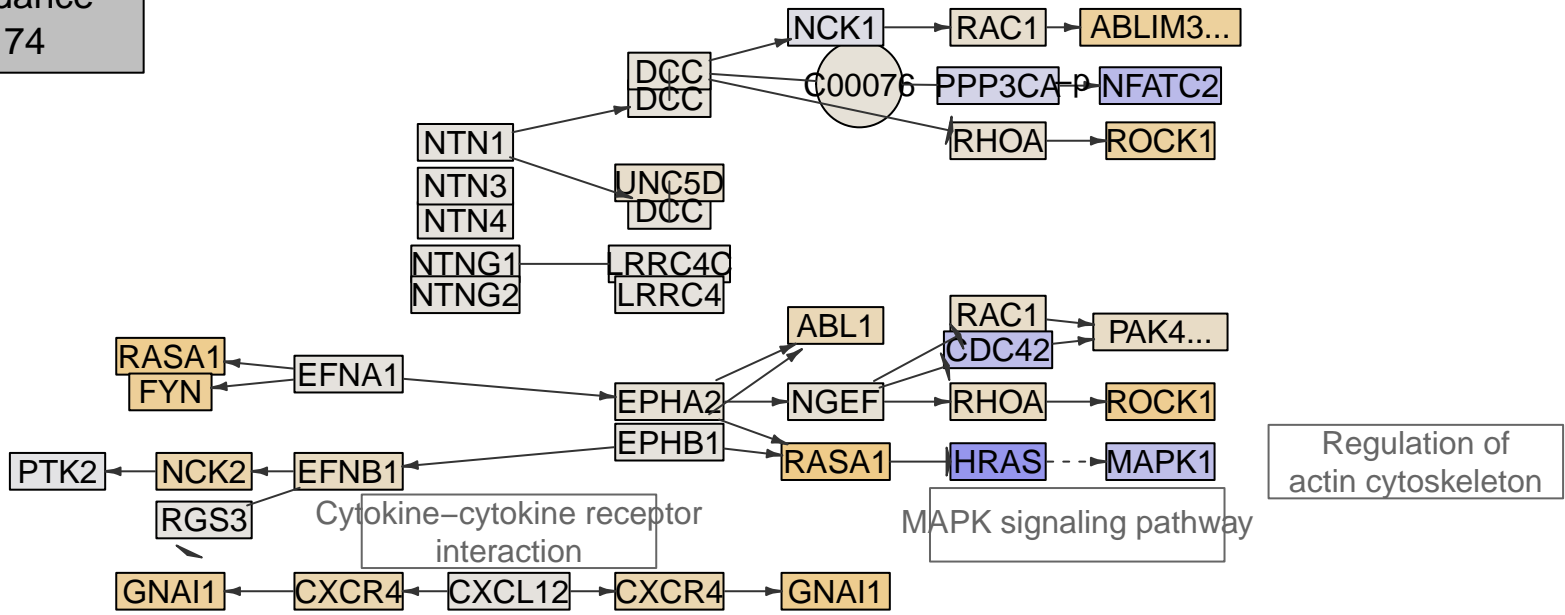 74
NCK1
RAC1
ABLIM3...
DCC
DCC
C00076
PPP3CA
–p
NFATC2
NTN1
RHOA
ROCK1
NTN3
NTN4
UNC5D
DCC
NTNG1
NTNG2
LRRC4C
LRRC4
ABL1
RAC1
CDC42
PAK4...
RASA1
FYN
EFNA1
EPHA2
NGEF
RHOA
ROCK1
EPHB1
PTK2
NCK2
EFNB1
RASA1
HRAS
MAPK1
Regulation of
actin cytoskeleton
RGS3
Cytokine−cytokine receptor
interaction
MAPK signaling pathway
GNAI1
CXCR4
CXCL12
CXCR4
GNAI1